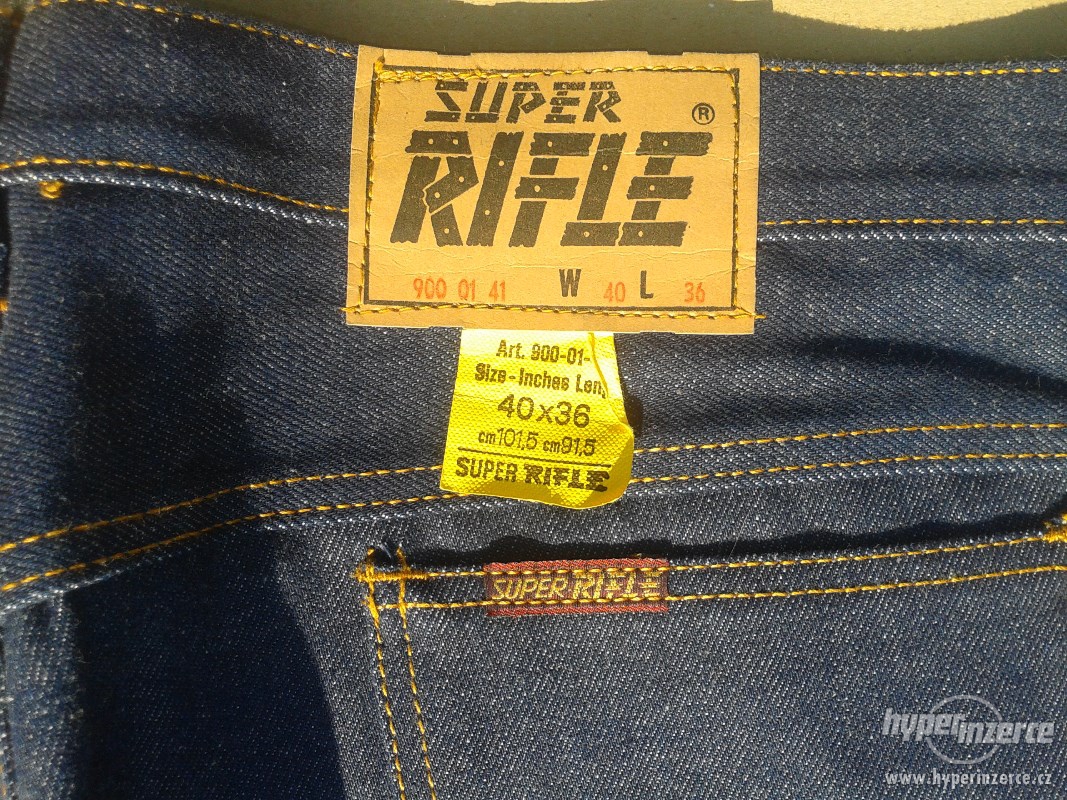 SUPER ®
RIFLE
900 01 41 W 40 L 36
Art. 900-01-
Size-Inches Len
40x36
cm101,5 cm91,5
SUPER RIFLE
SUPER RIFLE
hyperinzerce
www.hyperinzerce.cz